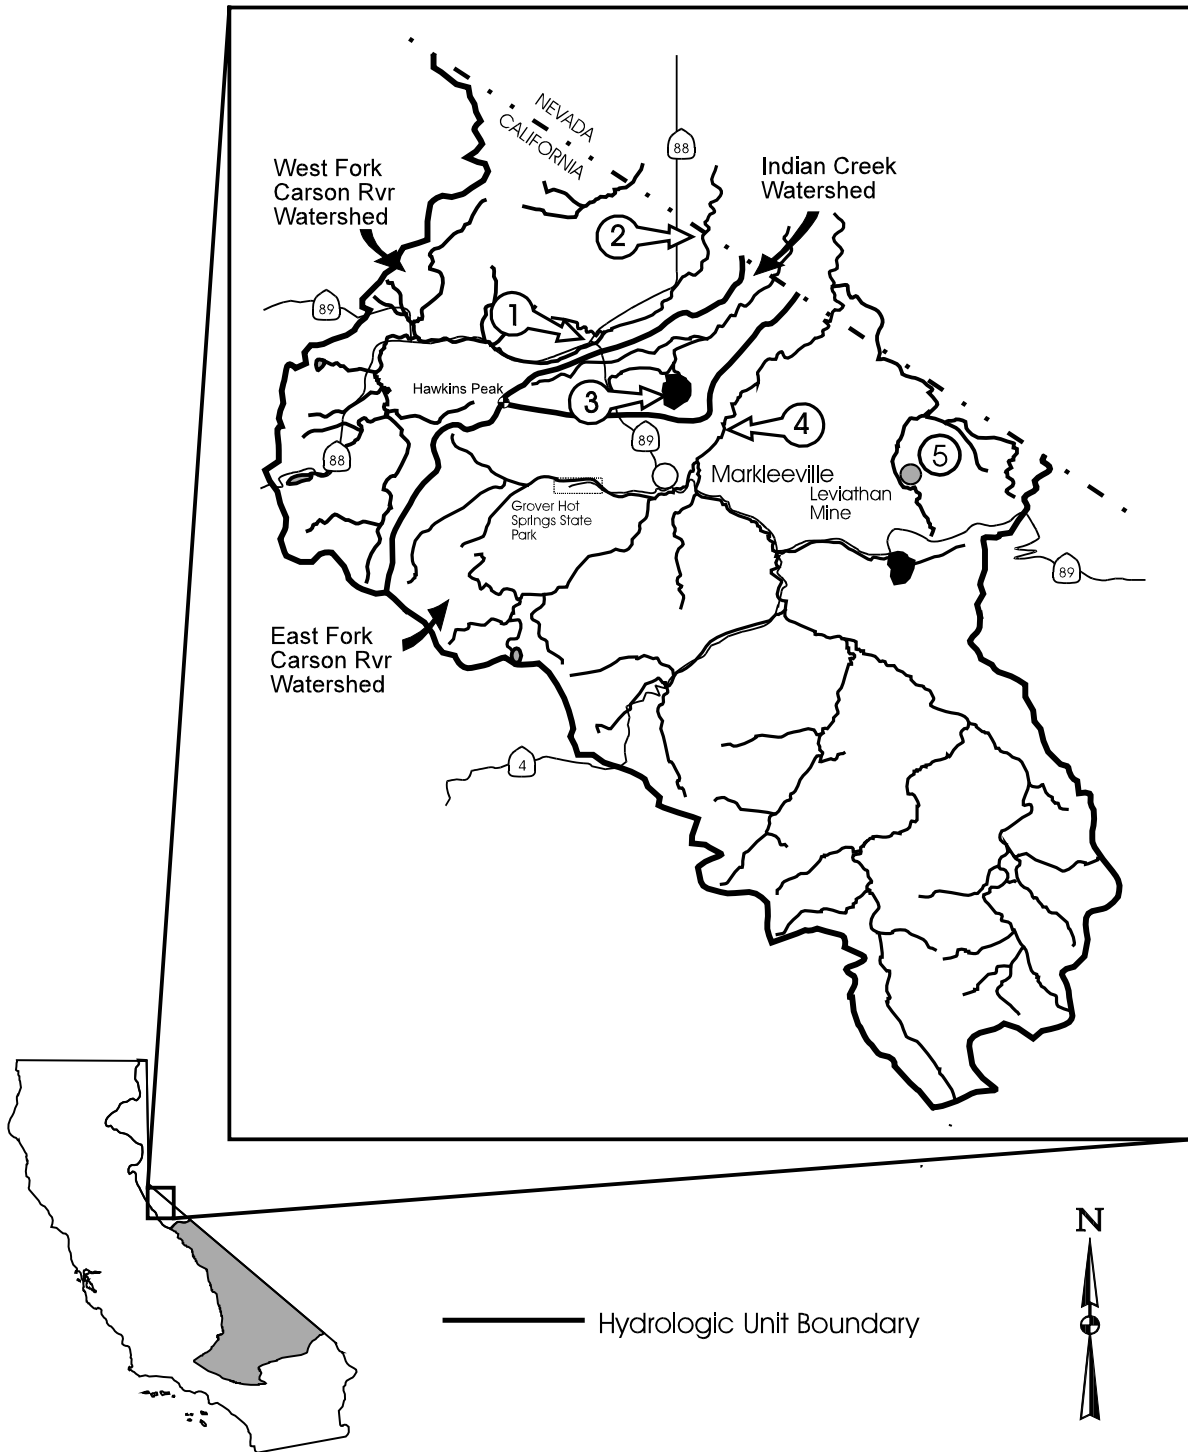 NEVADA
CALIFORNIA
88
West Fork
Carson Rvr
Watershed
Indian Creek
Watershed
2
89
1
Hawkins Peak
3
4
89
88
5
Markleeville
Leviathan
Mine
Grover Hot
Springs State
Park
89
East Fork
Carson Rvr
Watershed
4
N
Hydrologic Unit Boundary